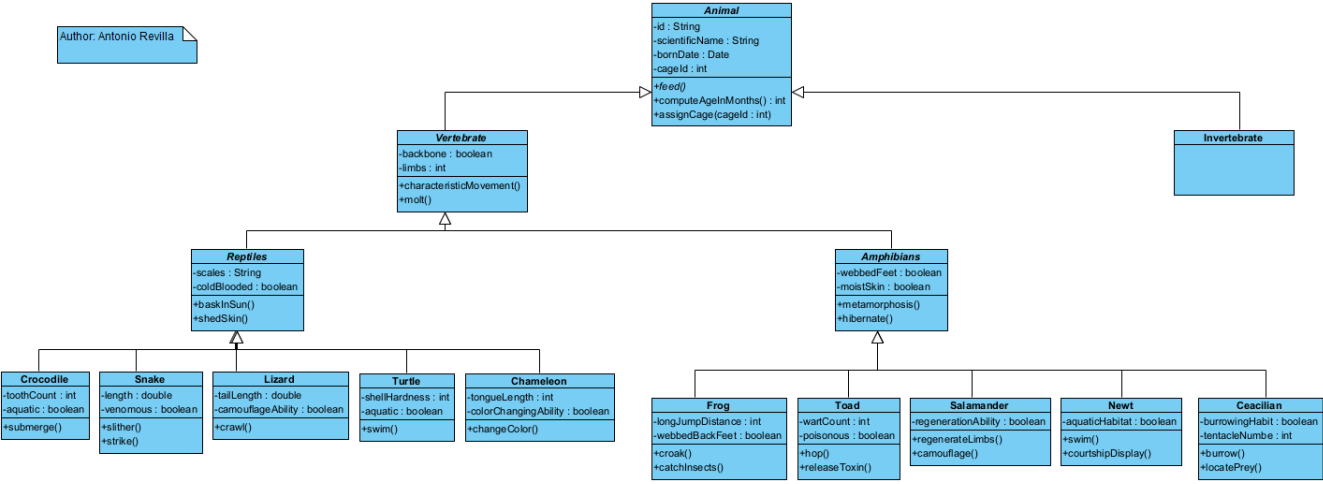 Author: Antonio Revilla
Animal
-id : String
-scientificName : String
-bornDate : Date
-cageId : int
+feed()
+computeAgeInMonths() : int
+assignCage(cageId : int)
Vertebrate
-backbone : boolean
-limbs : int
+characteristicMovement()
+molt()
Invertebrate
Reptiles
-scales : String
-coldBlooded : boolean
+baskInSun()
+shedSkin()
Amphibians
-webbedFeet : boolean
-moistSkin : boolean
+metamorphosis()
+hibernate()
Crocodile
-toothCount : int
-aquatic : boolean
+submerge()
Snake
-length : double
-venomous : boolean
+slither()
+strike()
Lizard
-tailLength : double
-camouflageAbility : boolean
+crawl()
Turtle
-shellHardness : int
-aquatic : boolean
+swim()
Chameleon
-tongueLength : int
-colorChangingAbility : boolean
+changeColor()
Frog
-longJumpDistance : int
-webbedBackFeet : boolean
+croak()
+catchInsects()
Toad
-wartCount : int
-poisonous : boolean
+hop()
+releaseToxin()
Salamander
-regenerationAbility : boolean
+regenerateLimbs()
+camouflage()
Newt
-aquaticHabitat : boolean
+swim()
+courtshipDisplay()
Ceacilian
-burrowingHabit : boolean
-tentacleNumbe : int
+burrow()
+locatePrey()